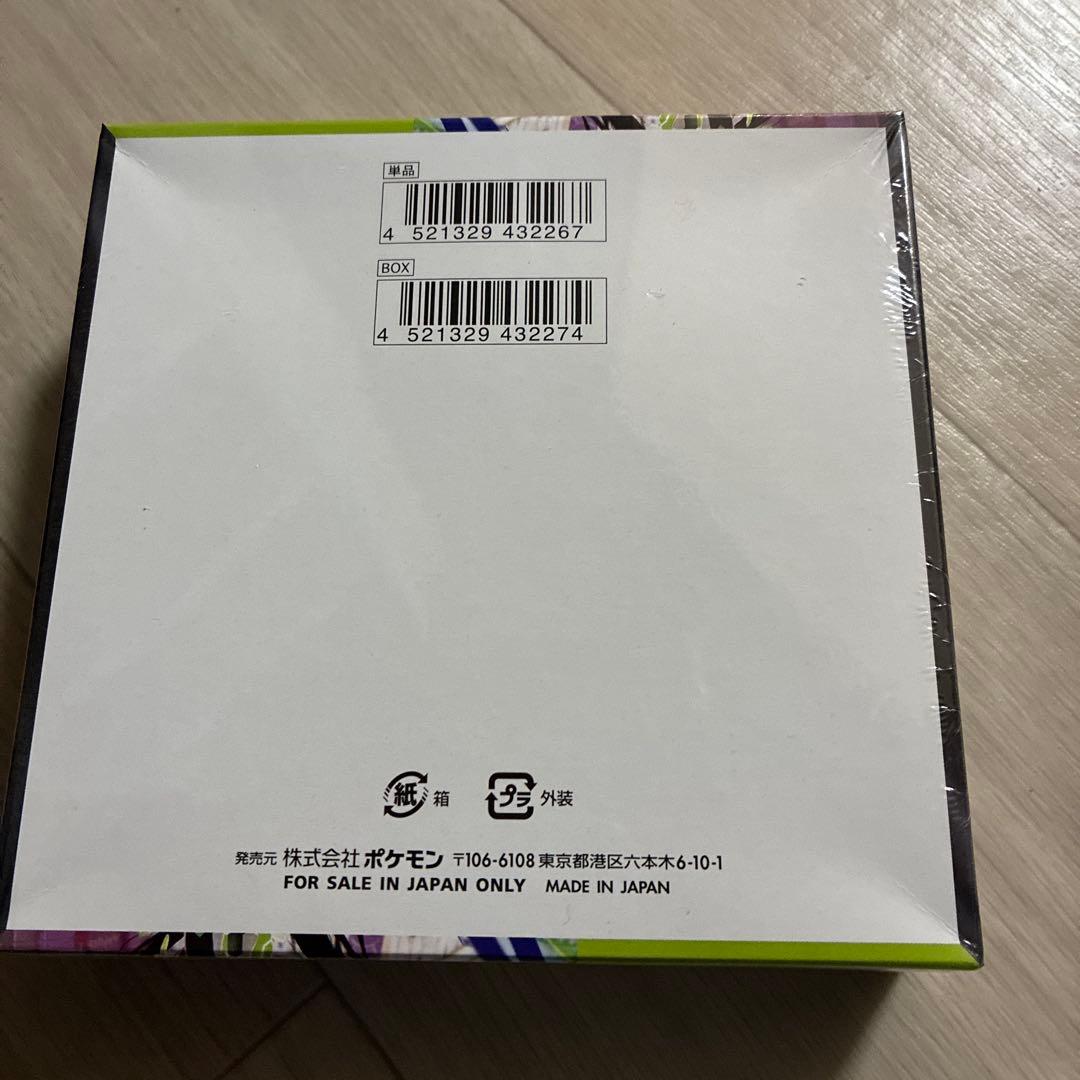 単品
4 521329 432267
BOX
4 521329 432274
紙 箱 プラ 外装
発売元 株式会社 ポケモン 〒106-6108 東京都港区六本木6-10-1
FOR SALE IN JAPAN ONLY MADE IN JAPAN